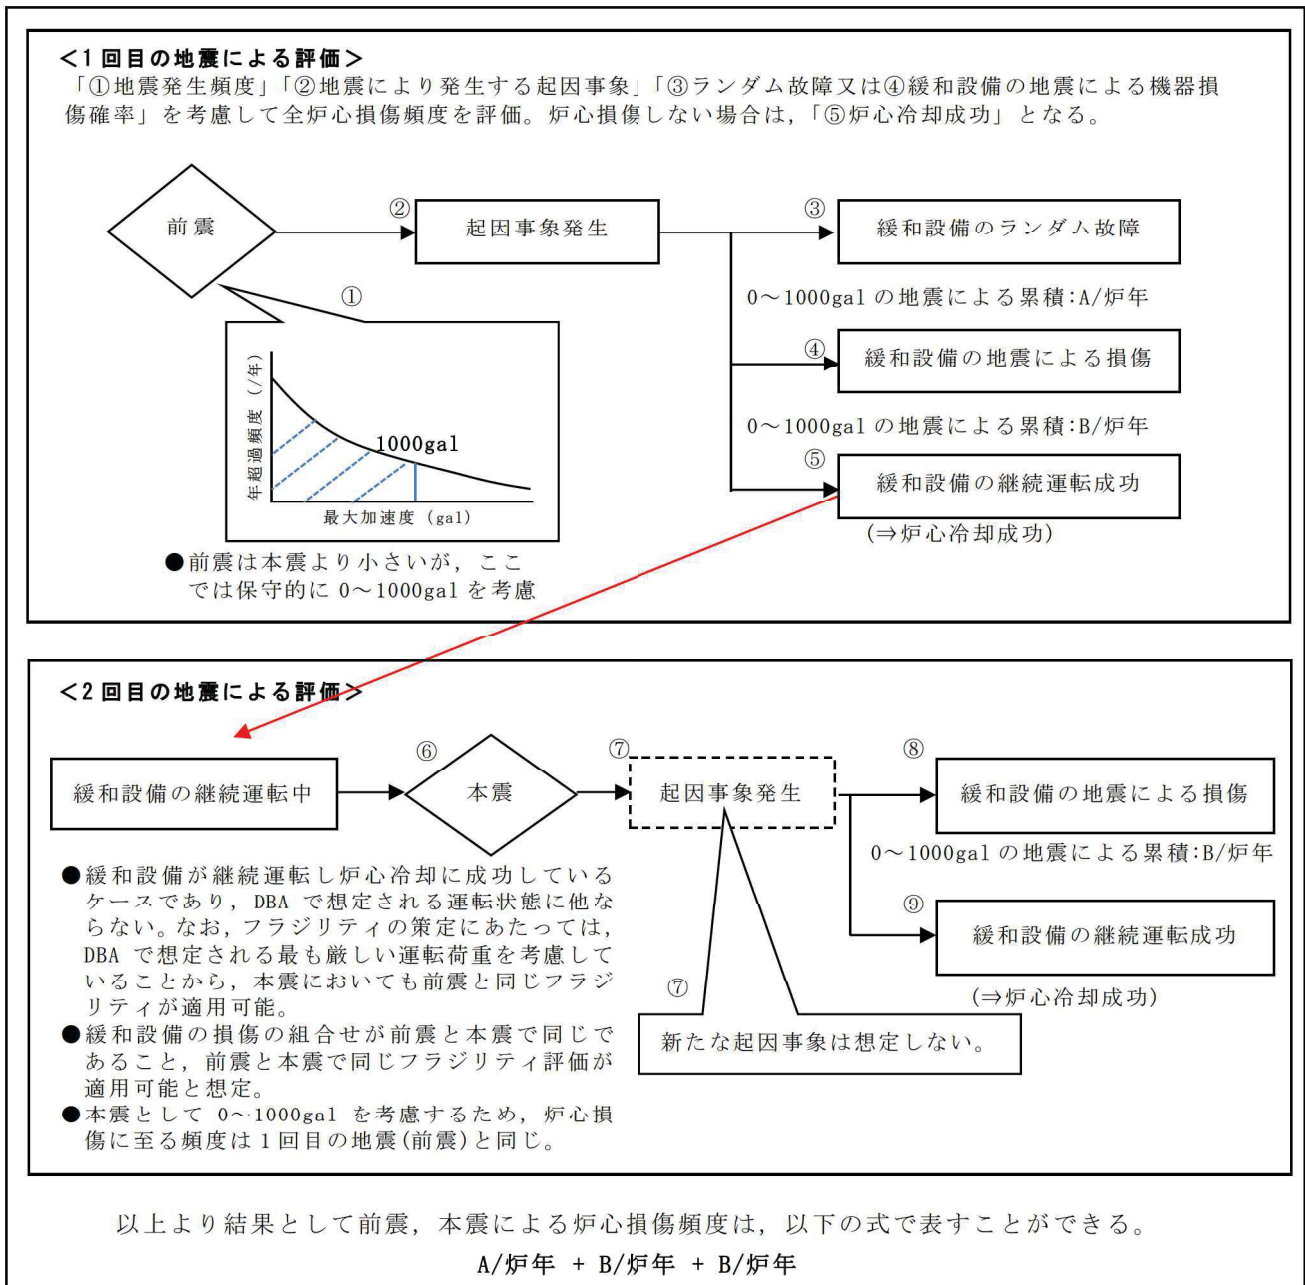 <1回目の地震による評価>
「①地震発生頻度」「②地震により発生する起因事象」「③ランダム故障又は④緩和設備の地震による機器損
傷確率」を考慮して全炉心損傷頻度を評価。炉心損傷しない場合は,「⑤炉心冷却成功」となる。
前震
②
起因事象発生
③
緩和設備のランダム故障
0～1000gal の地震による累積:A/炉年
①
④
緩和設備の地震による損傷
0～1000gal の地震による累積:B/炉年
⑤
緩和設備の継続運転成功
(⇒炉心冷却成功)
年超過頻度 (/年)
1000gal
最大加速度 (gal)
●前震は本震より小さいが, ここ
では保守的に 0～1000gal を考慮
<2回目の地震による評価>
緩和設備の継続運転中
⑥
本震
⑦
起因事象発生
⑧
緩和設備の地震による損傷
0～1000gal の地震による累積:B/炉年
⑨
緩和設備の継続運転成功
(⇒炉心冷却成功)
⑦
新たな起因事象は想定しない。
●緩和設備が継続運転し炉心冷却に成功している
ケースであり, DBA で想定される運転状態に他な
らない。なお, フラジリティの策定にあたっては,
DBA で想定される最も厳しい運転荷重を考慮して
いることから, 本震においても前震と同じフラジ
リティが適用可能。
●緩和設備の損傷の組合せが前震と本震で同じで
あること, 前震と本震で同じフラジリティ評価が
適用可能と想定。
●本震として 0～1000gal を考慮するため, 炉心損
傷に至る頻度は1回目の地震(前震)と同じ。
以上より結果として前震, 本震による炉心損傷頻度は, 以下の式で表すことができる。
A/炉年 + B/炉年 + B/炉年